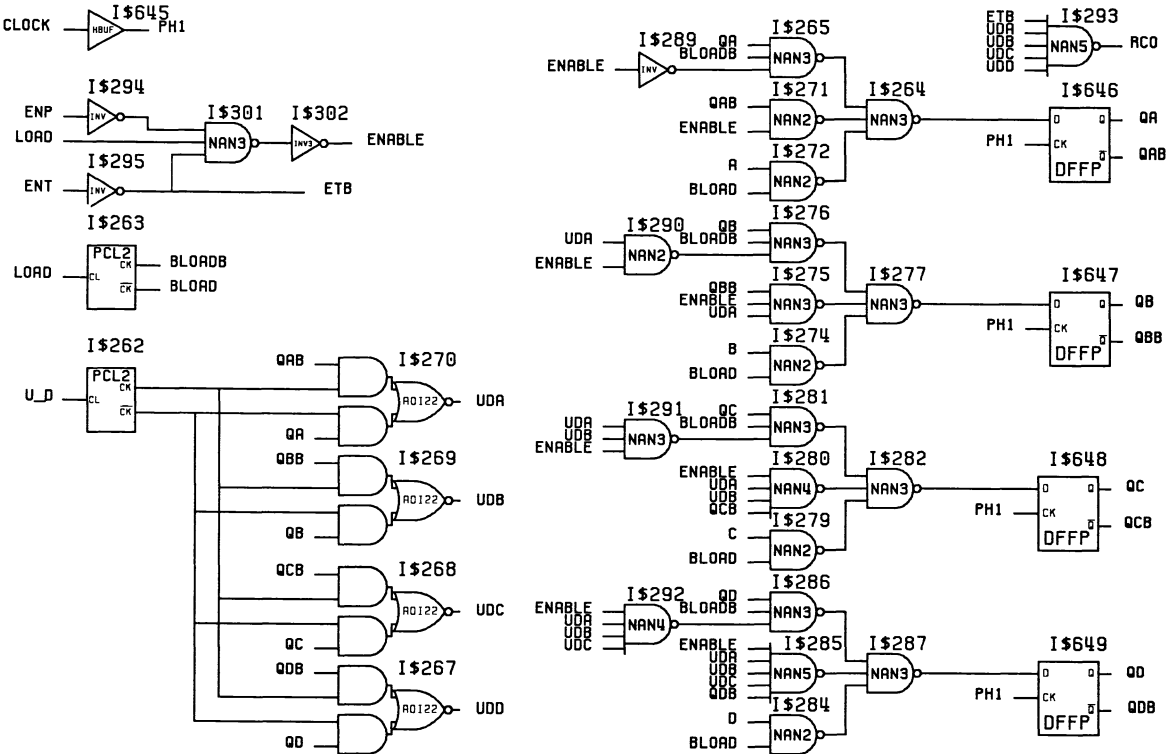 I$645
CLOCK
HBUF
PH1
I$294
ENP
INV
I$301
I$302
LOAD
NAN3
INV3
ENABLE
I$295
ENT
INV
ETB
I$263
PCL2
LOAD
CL
CK
BLOADB
CK
BLOAD
I$262
PCL2
U_D
CL
CK
CK
QAB
I$270
AOI22
UDA
QA
QBB
I$269
AOI22
UDB
QB
QCB
I$268
AOI22
UDC
QC
QDB
I$267
AOI22
UDD
QD
I$289
ENABLE
INV
I$265
QA
BLOADB
NAN3
I$271
QAB
ENABLE
NAN2
I$264
NAN3
I$272
A
BLOAD
NAN2
I$293
ETB
UDA
UDB
UDC
UDD
NAN5
RCO
I$646
D
Q
QA
PH1
CK
Q
QAB
DFFP
I$290
UDA
ENABLE
NAN2
I$276
QB
BLOADB
NAN3
I$275
QBB
ENABLE
UDA
NAN3
I$277
NAN3
I$274
B
BLOAD
NAN2
I$647
D
Q
QB
PH1
CK
Q
QBB
DFFP
I$291
UDA
UDB
ENABLE
NAN3
I$281
QC
BLOADB
NAN3
I$280
ENABLE
UDA
UDB
QCB
NAN4
I$282
NAN3
I$279
C
BLOAD
NAN2
I$648
D
Q
QC
PH1
CK
Q
QCB
DFFP
I$292
ENABLE
UDA
UDB
UDC
NAN4
I$286
QD
BLOADB
NAN3
I$285
ENABLE
UDA
UDB
UDC
QDB
NAN5
I$287
NAN3
I$284
D
BLOAD
NAN2
I$649
D
Q
QD
PH1
CK
Q
QDB
DFFP